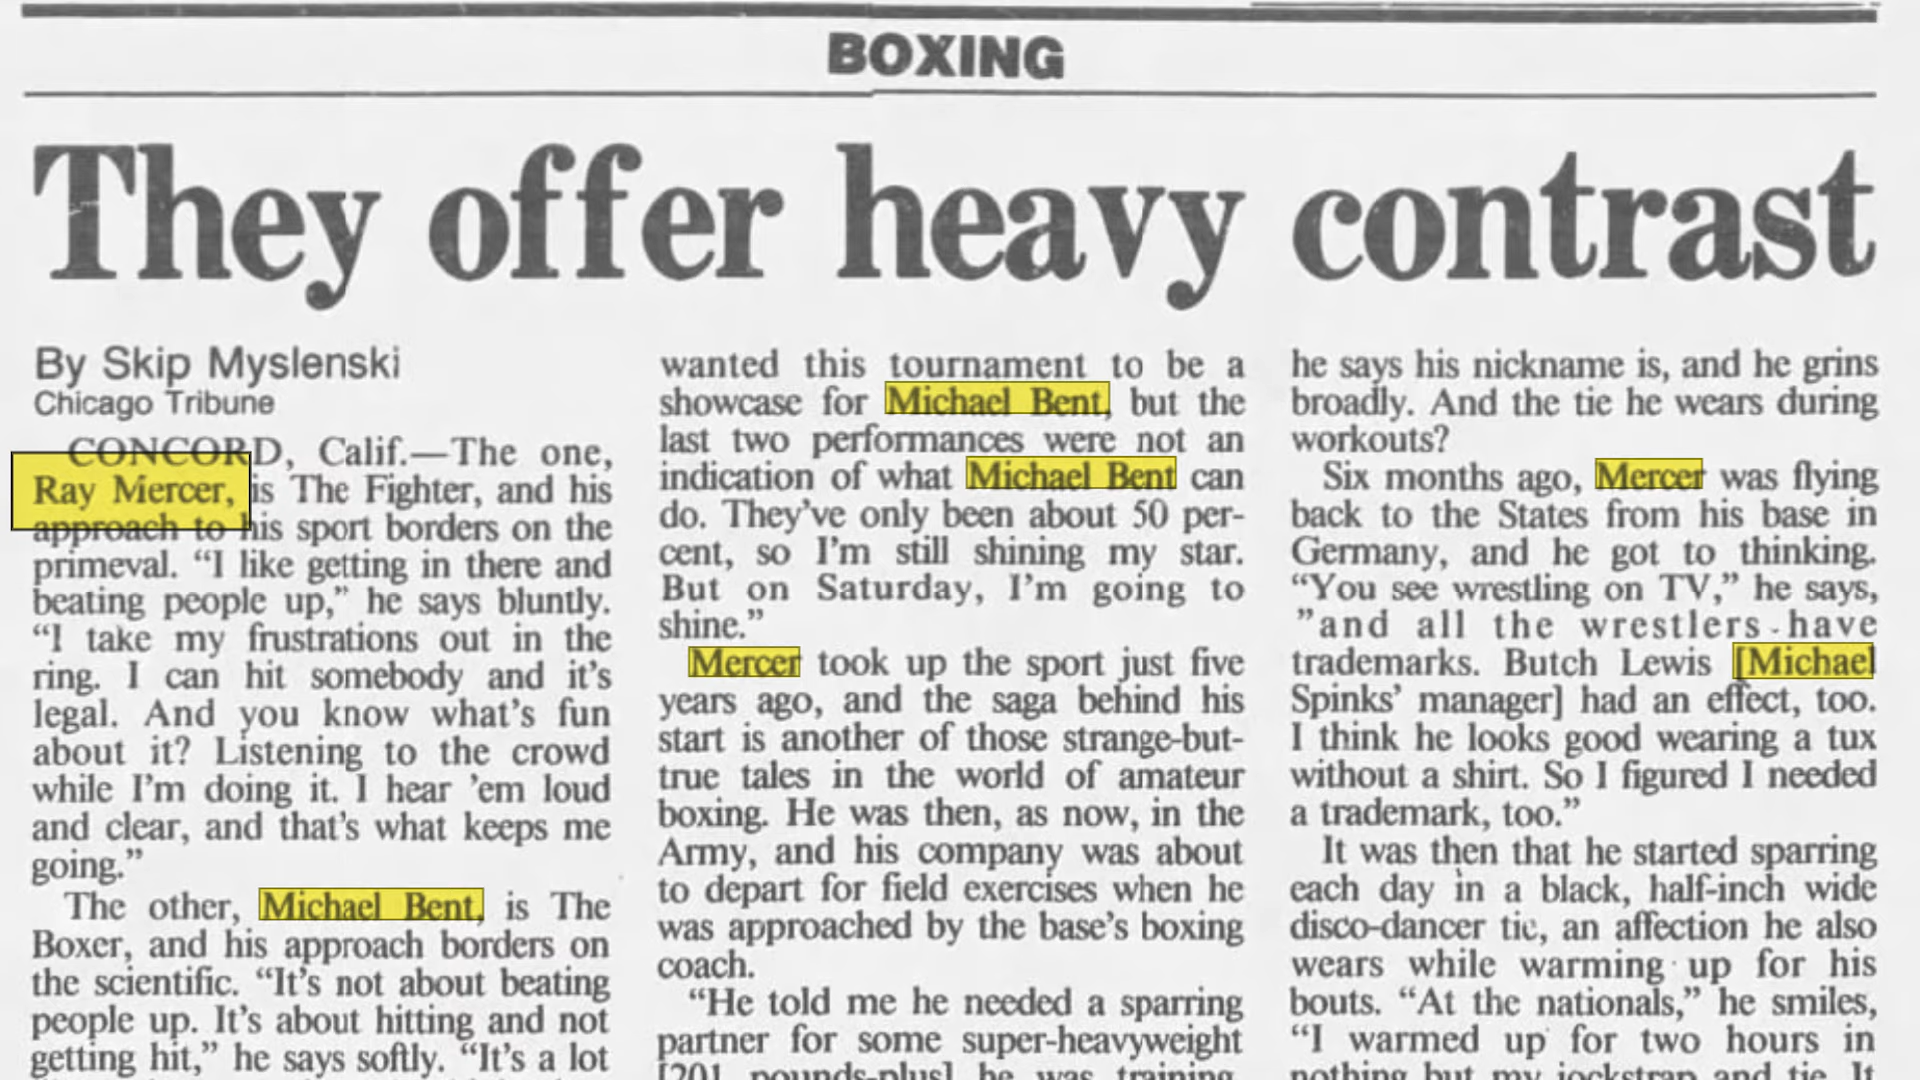 BOXING
They offer heavy contrast
By Skip Myslenski
Chicago Tribune
CONCORD, Calif.—The one,
Ray Mercer, is The Fighter, and his
approach to his sport borders on the
primeval. “I like getting in there and
beating people up,” he says bluntly.
“I take my frustrations out in the
ring. I can hit somebody and it’s
legal. And you know what’s fun
about it? Listening to the crowd
while I’m doing it. I hear ’em loud
and clear, and that’s what keeps me
going.”
The other, Michael Bent, is The
Boxer, and his approach borders on
the scientific. “It’s not about beating
people up. It’s about hitting and not
getting hit,” he says softly. “It’s a lot
wanted this tournament to be a
showcase for Michael Bent, but the
last two performances were not an
indication of what Michael Bent can
do. They’ve only been about 50 per-
cent, so I’m still shining my star.
But on Saturday, I’m going to
shine.”
Mercer took up the sport just five
years ago, and the saga behind his
start is another of those strange-but-
true tales in the world of amateur
boxing. He was then, as now, in the
Army, and his company was about
to depart for field exercises when he
was approached by the base’s boxing
coach.
“He told me he needed a sparring
partner for some super-heavyweight
[201 pounds-plus] he was training.
he says his nickname is, and he grins
broadly. And the tie he wears during
workouts?
Six months ago, Mercer was flying
back to the States from his base in
Germany, and he got to thinking.
“You see wrestling on TV,” he says,
”and all the wrestlers have
trademarks. Butch Lewis [Michael
Spinks’ manager] had an effect, too.
I think he looks good wearing a tux
without a shirt. So I figured I needed
a trademark, too.”
It was then that he started sparring
each day in a black, half-inch wide
disco-dancer tie, an affection he also
wears while warming up for his
bouts. “At the nationals,” he smiles,
“I warmed up for two hours in
nothing but my jockstrap and tie. It